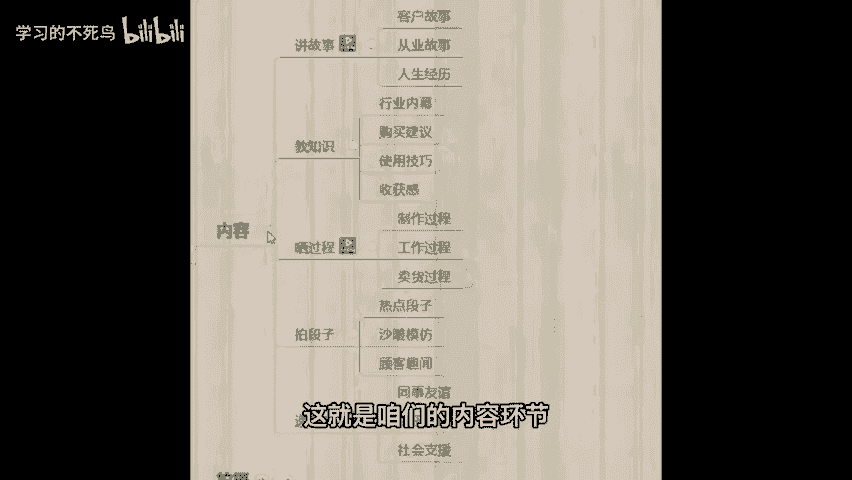 学习的不死鸟 bilibili
客户故事
讲故事
从业故事
人生经历
行业内幕
购买建议
教知识
使用技巧
收获感
制作过程
内容
晒过程
工作过程
卖货过程
热点段子
拍段子
沙雕模仿
顾客趣闻
同事友谊
这就是咱们的内容环节
社会支援